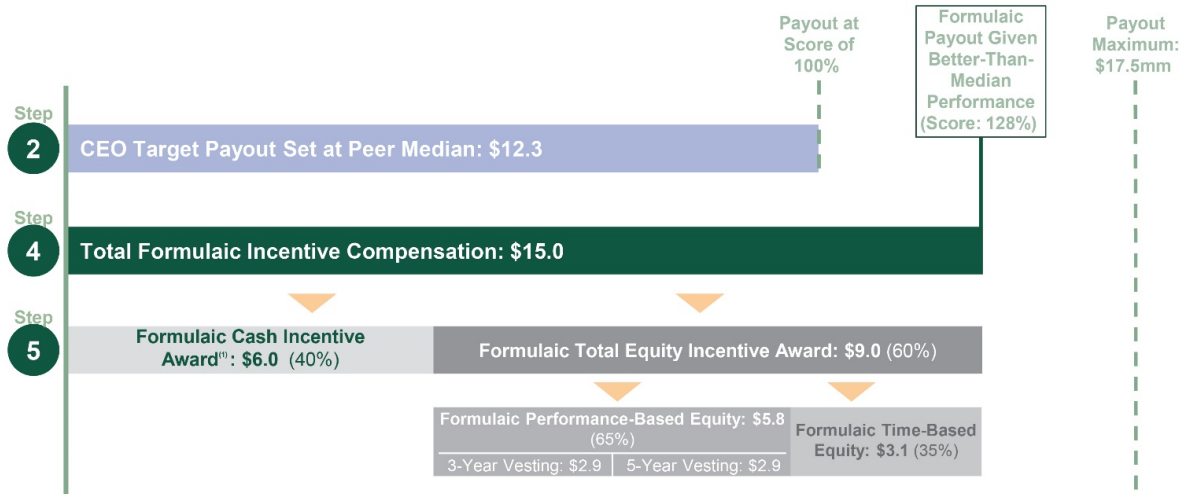 Payout at
Score of
100%
Formulaic
Payout Given
Better-Than-
Median
Performance
(Score: 128%)
Payout
Maximum:
$17.5mm
Step
2
CEO Target Payout Set at Peer Median: $12.3
Step
4
Total Formulaic Incentive Compensation: $15.0
Step
5
Formulaic Cash Incentive
Award(1): $6.0 (40%)
Formulaic Total Equity Incentive Award: $9.0 (60%)
Formulaic Performance-Based Equity: $5.8
(65%)
3-Year Vesting: $2.9
5-Year Vesting: $2.9
Formulaic Time-Based
Equity: $3.1 (35%)